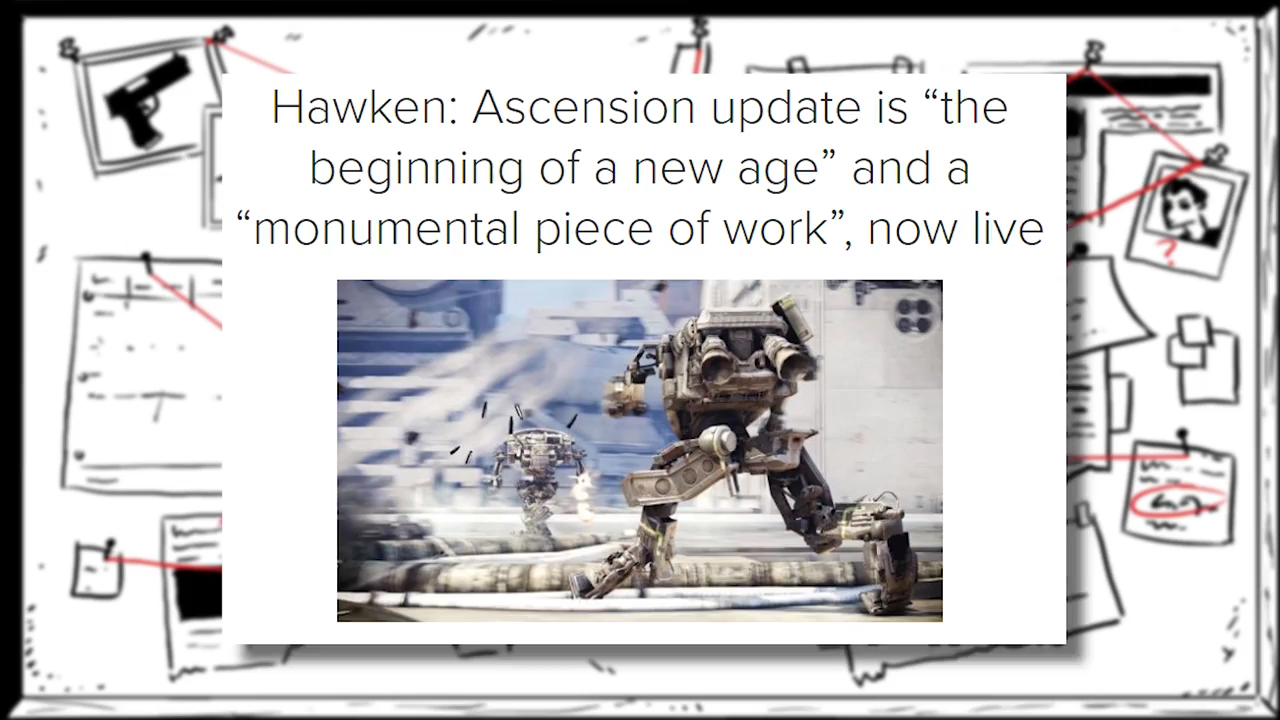 Hawken: Ascension update is “the
beginning of a new age” and a
“monumental piece of work”, now live